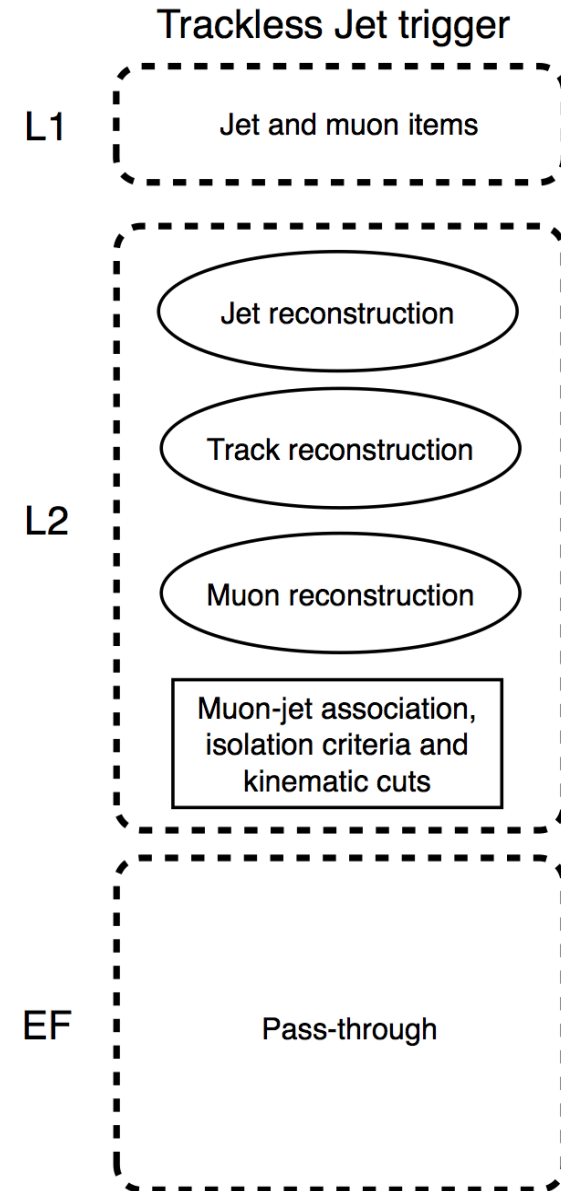 Trackless Jet trigger
L1
Jet and muon items
L2
Jet reconstruction
Track reconstruction
Muon reconstruction
Muon-jet association,
isolation criteria and
kinematic cuts
EF
Pass-through